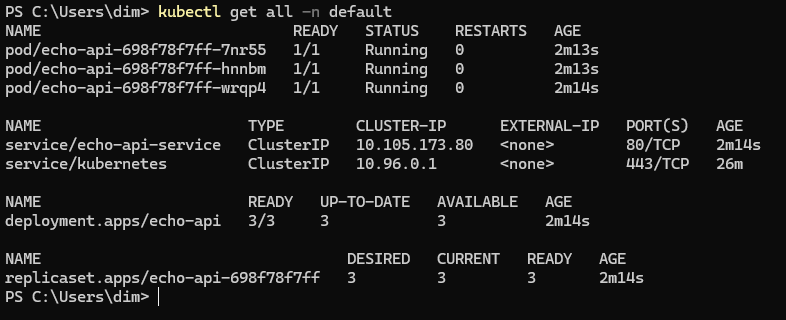 PS C:\Users\dim> kubectl get all -n default
NAME                            READY   STATUS    RESTARTS   AGE
pod/echo-api-698f78f7ff-7nr55   1/1     Running   0          2m13s
pod/echo-api-698f78f7ff-hnnbm   1/1     Running   0          2m13s
pod/echo-api-698f78f7ff-wrqp4   1/1     Running   0          2m14s
NAME                       TYPE        CLUSTER-IP      EXTERNAL-IP   PORT(S)   AGE
service/echo-api-service   ClusterIP   10.105.173.80   <none>        80/TCP    2m14s
service/kubernetes         ClusterIP   10.96.0.1       <none>        443/TCP   26m
NAME                       READY   UP-TO-DATE   AVAILABLE   AGE
deployment.apps/echo-api   3/3     3            3           2m14s
NAME                                  DESIRED   CURRENT   READY   AGE
replicaset.apps/echo-api-698f78f7ff   3         3         3       2m14s
PS C:\Users\dim>